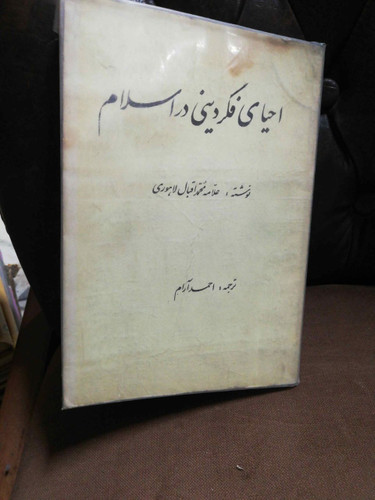 احیای فکر دینی در اسلام
نوشته: علامه محمد اقبال لاهوری
ترجمه: احمد آرام